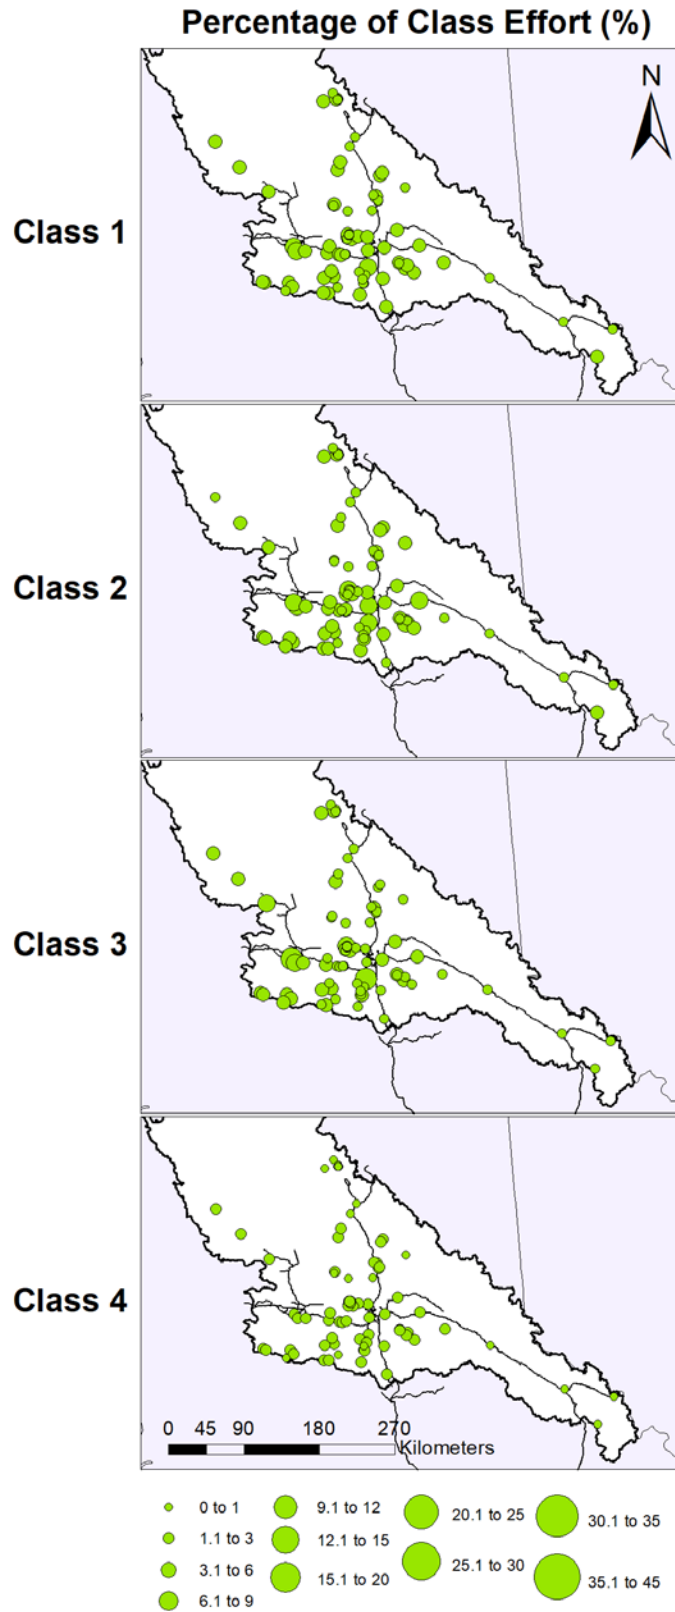 Percentage of Class Effort (%)
N
Class 1
Class 2
Class 3
Class 4
0 45 90 180 270
Kilometers
0 to 1
1.1 to 3
3.1 to 6
6.1 to 9
9.1 to 12
12.1 to 15
15.1 to 20
20.1 to 25
25.1 to 30
30.1 to 35
35.1 to 45